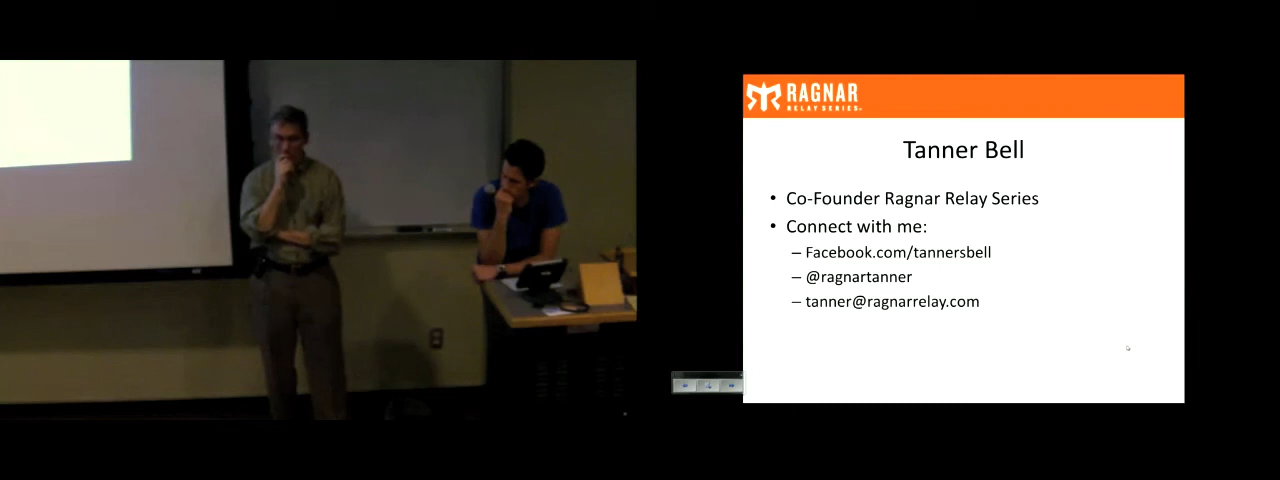 RAGNAR
RELAY SERIES
Tanner Bell
• Co-Founder Ragnar Relay Series
• Connect with me:
– Facebook.com/tannersbell
– @ragnartanner
– tanner@ragnarrelay.com